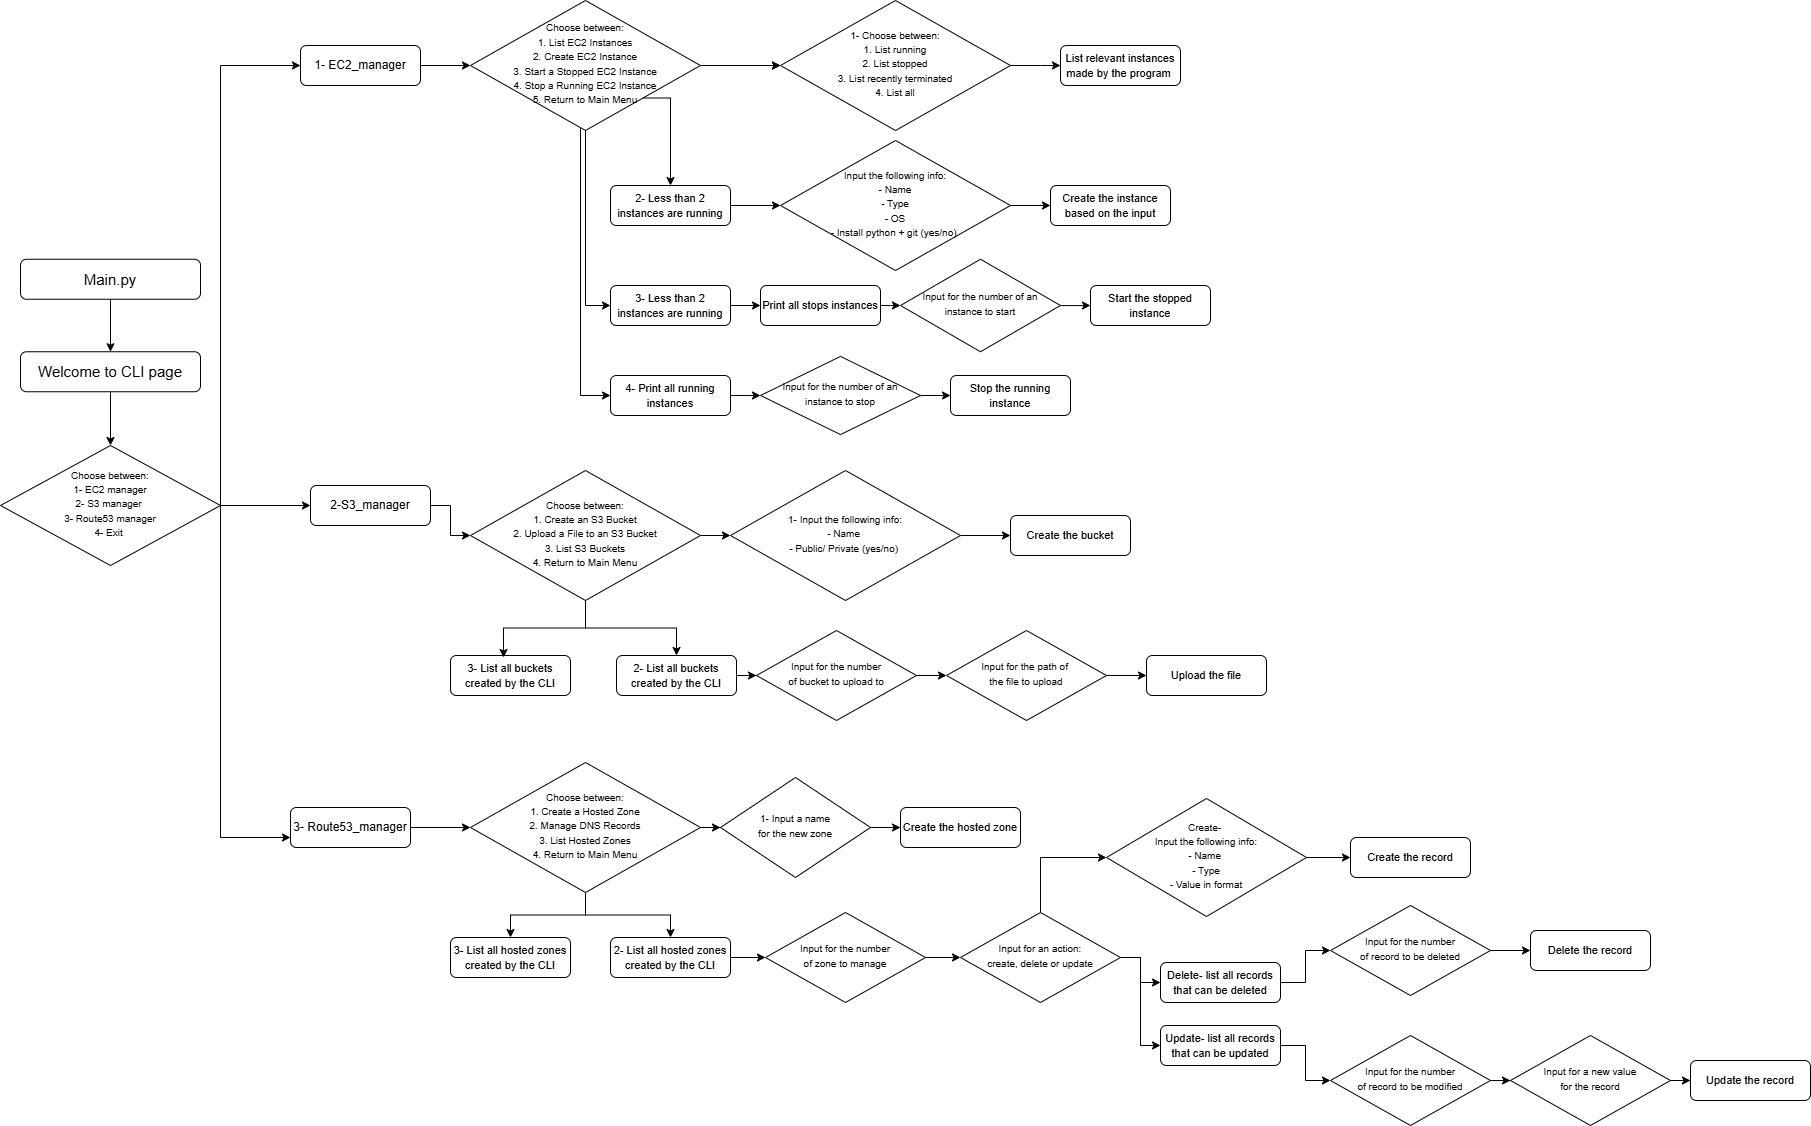 Main.py
Welcome to CLI page
Choose between:
1- EC2 manager
2- S3 manager
3- Route53 manager
4- Exit
1- EC2_manager
Choose between:
1. List EC2 Instances
2. Create EC2 Instance
3. Start a Stopped EC2 Instance
4. Stop a Running EC2 Instance
5. Return to Main Menu
1- Choose between:
1. List running
2. List stopped
3. List recently terminated
4. List all
List relevant instances
made by the program
2- Less than 2
instances are running
Input the following info:
- Name
- Type
- OS
- Install python + git (yes/no)
Create the instance
based on the input
3- Less than 2
instances are running
Print all stops instances
Input for the number of an
instance to start
Start the stopped
instance
4- Print all running
instances
Input for the number of an
instance to stop
Stop the running
instance
2-S3_manager
Choose between:
1. Create an S3 Bucket
2. Upload a File to an S3 Bucket
3. List S3 Buckets
4. Return to Main Menu
1- Input the following info:
- Name
- Public/ Private (yes/no)
Create the bucket
3- List all buckets
created by the CLI
2- List all buckets
created by the CLI
Input for the number
of bucket to upload to
Input for the path of
the file to upload
Upload the file
3- Route53_manager
Choose between:
1. Create a Hosted Zone
2. Manage DNS Records
3. List Hosted Zones
4. Return to Main Menu
1- Input a name
for the new zone
Create the hosted zone
3- List all hosted zones
created by the CLI
2- List all hosted zones
created by the CLI
Input for the number
of zone to manage
Input for an action:
create, delete or update
Create-
Input the following info:
- Name
- Type
- Value in format
Create the record
Delete- list all records
that can be deleted
Input for the number
of record to be deleted
Delete the record
Update- list all records
that can be updated
Input for the number
of record to be modified
Input for a new value
for the record
Update the record